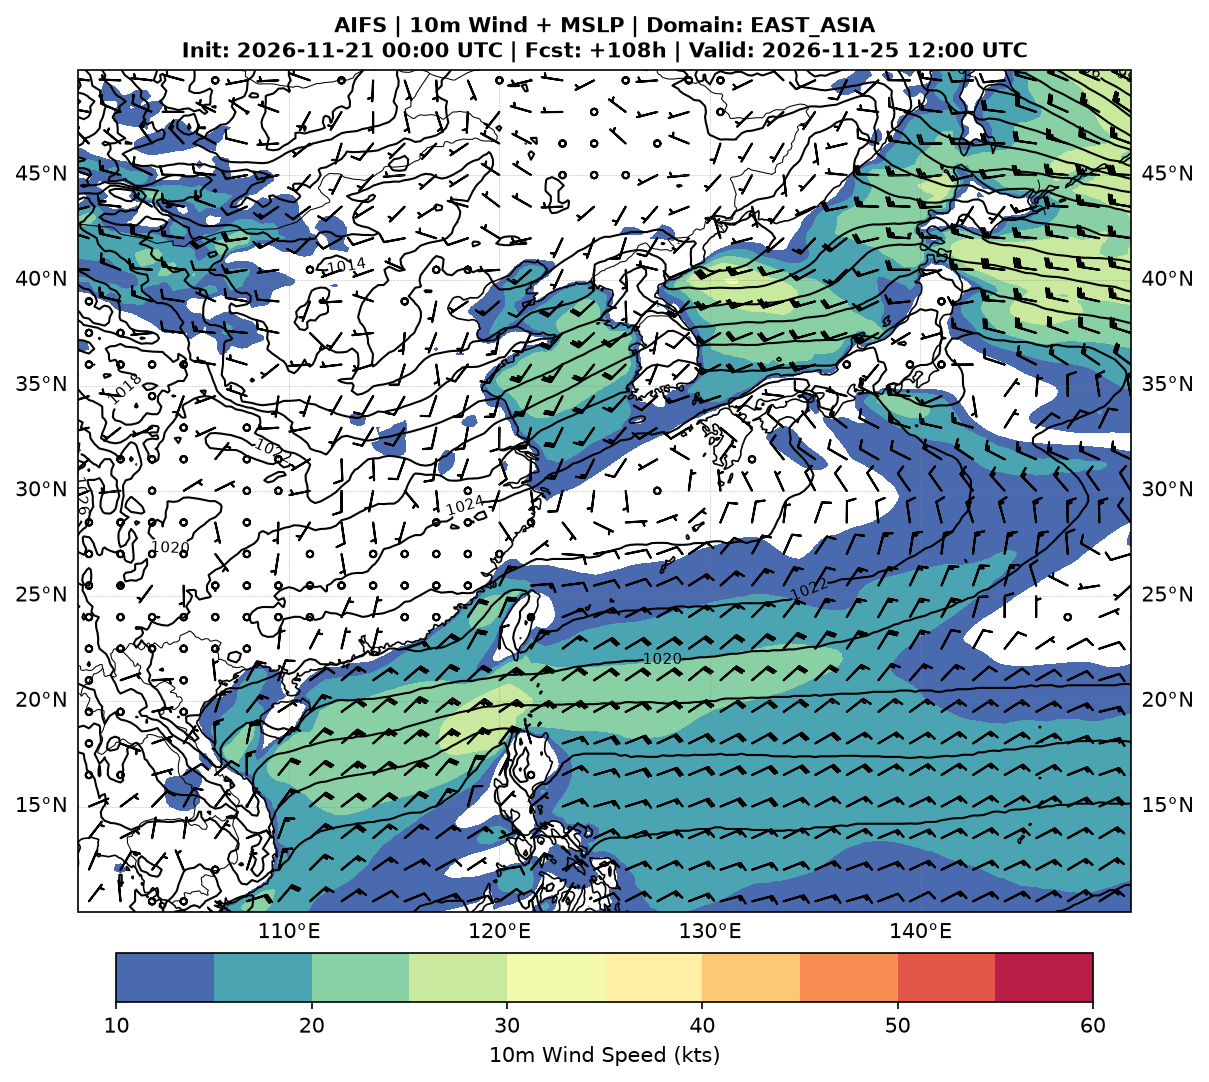 AIFS | 10m Wind + MSLP | Domain: EAST_ASIA
Init: 2026-11-21 00:00 UTC | Fcst: +108h | Valid: 2026-11-25 12:00 UTC
45°N 45°N
40°N 40°N
35°N 35°N
30°N 30°N
25°N 25°N
20°N 20°N
15°N 15°N
1014
1018
1022
1024
1020
1022
1020
110°E 120°E 130°E 140°E
10 20 30 40 50 60
10m Wind Speed (kts)